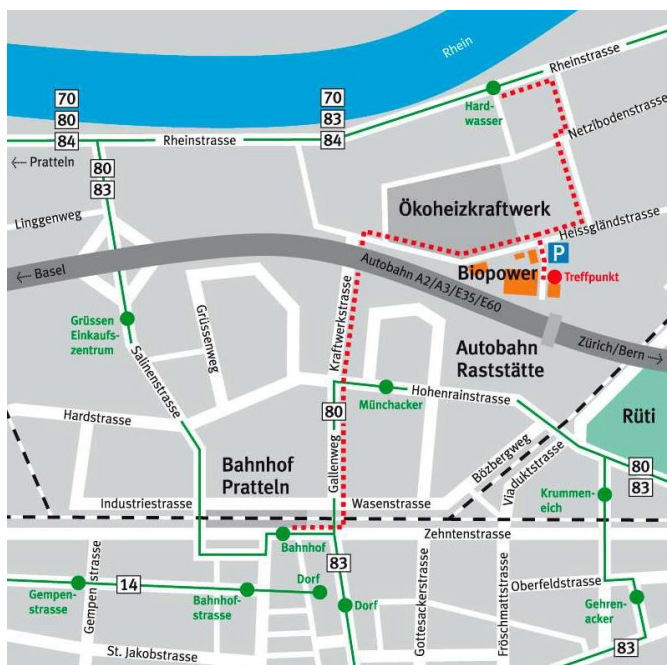 Rhein
Rheinstrasse
70
80
84
70
83
84
Hard-
wasser
Rheinstrasse
Netzibodenstrasse
← Pratteln
80
83
Linggenweg
Ökoheizkraftwerk
Heissgländstrasse
P
Biopower
Treffpunkt
← Basel
Autobahn A2/A3/E35/E60
Zürich/Bern →
Grüssen
Einkaufs-
zentrum
Salinenstrasse
Grüssenweg
Kraftwerkstrasse
Autobahn
Raststätte
Münchacker
Hohenrainstrasse
Rüti
Hardstrasse
80
Gallenweg
Bahnhof
Pratteln
Bözbergweg
Viaduktstrasse
80
83
Krummen-
eich
Industriestrasse
Wasenstrasse
Bahnhof
Zehntenstrasse
83
14
Gempen-
strasse
Gempenstrasse
Bahnhof-
strasse
Dorf
Dorf
Gottesackerstrasse
Fröschmattstrasse
Oberfeldstrasse
Gehren-
acker
St. Jakobstrasse
83